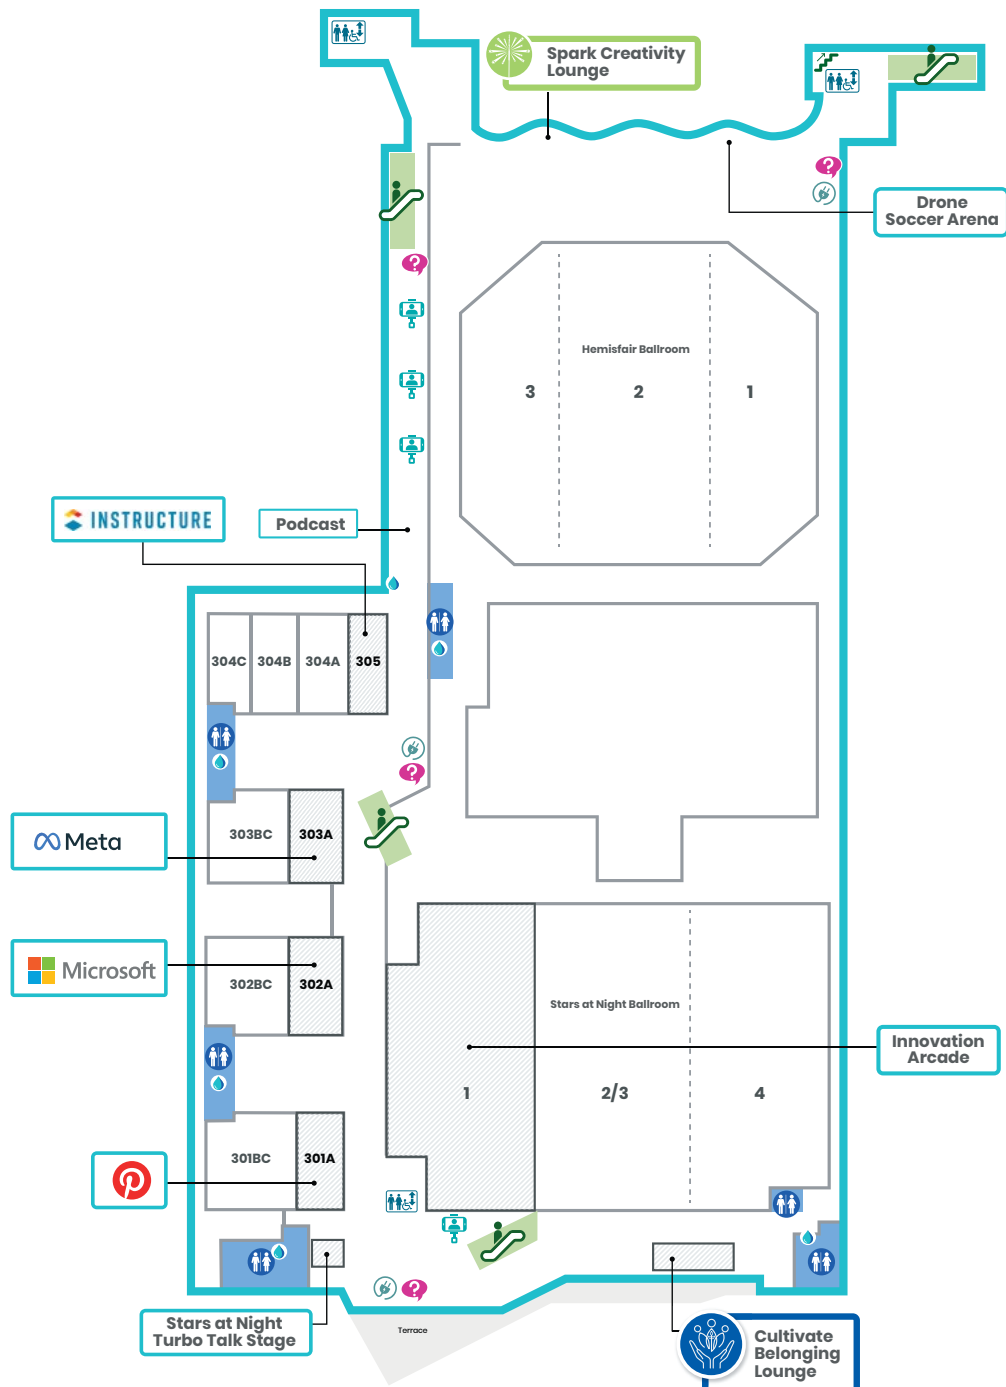 Spark Creativity
Lounge
?
Drone
Soccer Arena
?
Hemisfair Ballroom
3
2
1
INSTRUCTURE
Podcast
304C
304B
304A
305
?
Meta
303BC
303A
Microsoft
302BC
302A
Stars at Night Ballroom
Innovation
Arcade
1
2/3
4
301BC
301A
?
Stars at Night
Turbo Talk Stage
Terrace
Cultivate
Belonging
Lounge